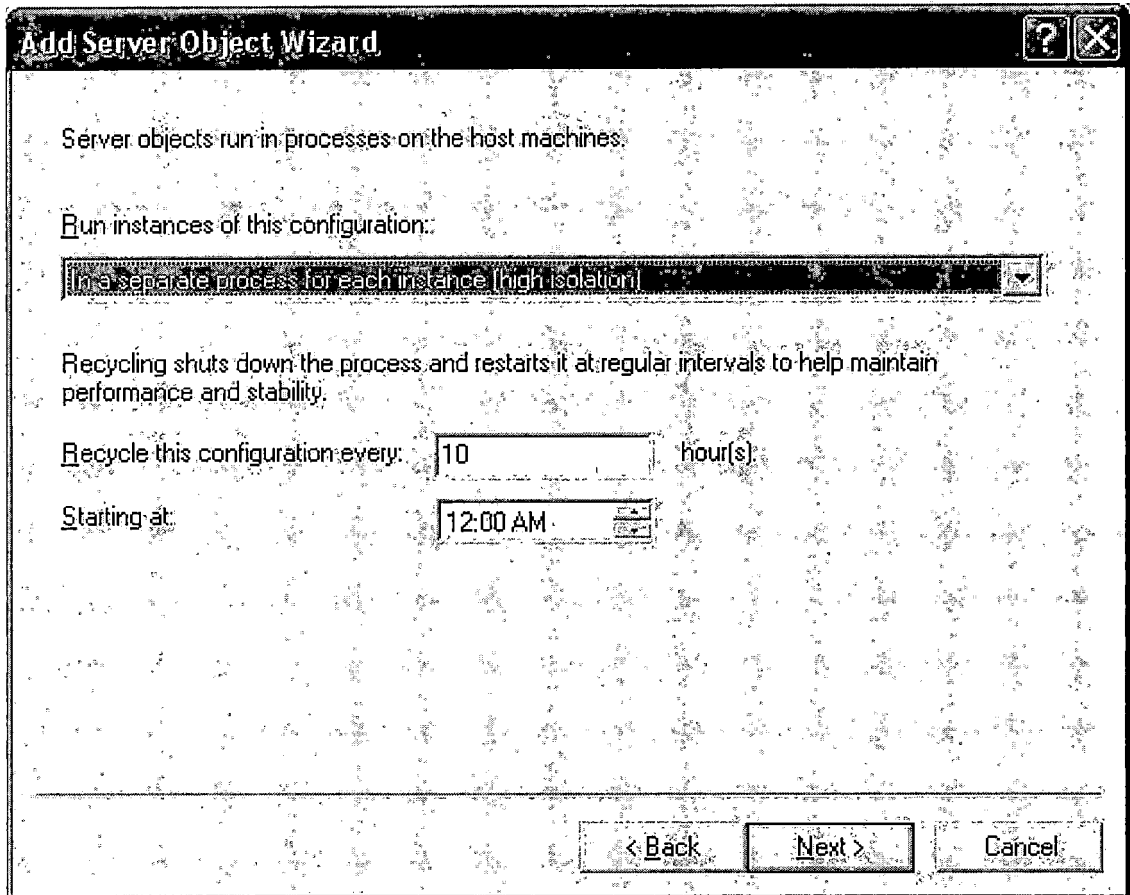 Add Server Object Wizard
Server objects run in processes on the host machines.
Run instances of this configuration:
In a separate process for each instance (high isolation)
Recycling shuts down the process and restarts it at regular intervals to help maintain
performance and stability.
Recycle this configuration every: 10 hour(s).
Starting at: 12:00 AM
< Back Next > Cancel